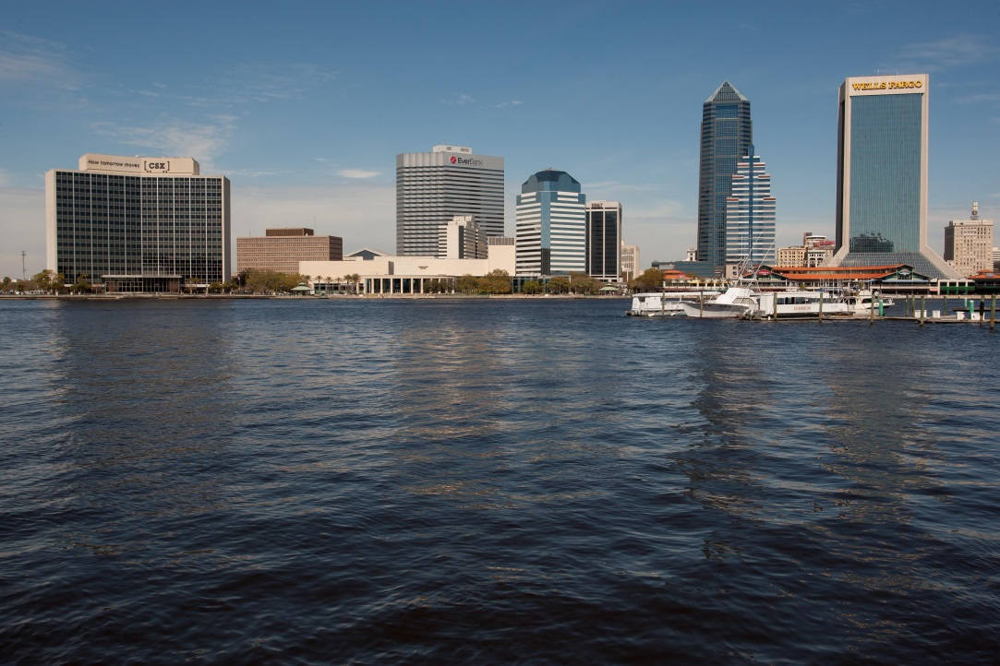 How tomorrow moves [CSX]
EverBank
WELLS FARGO